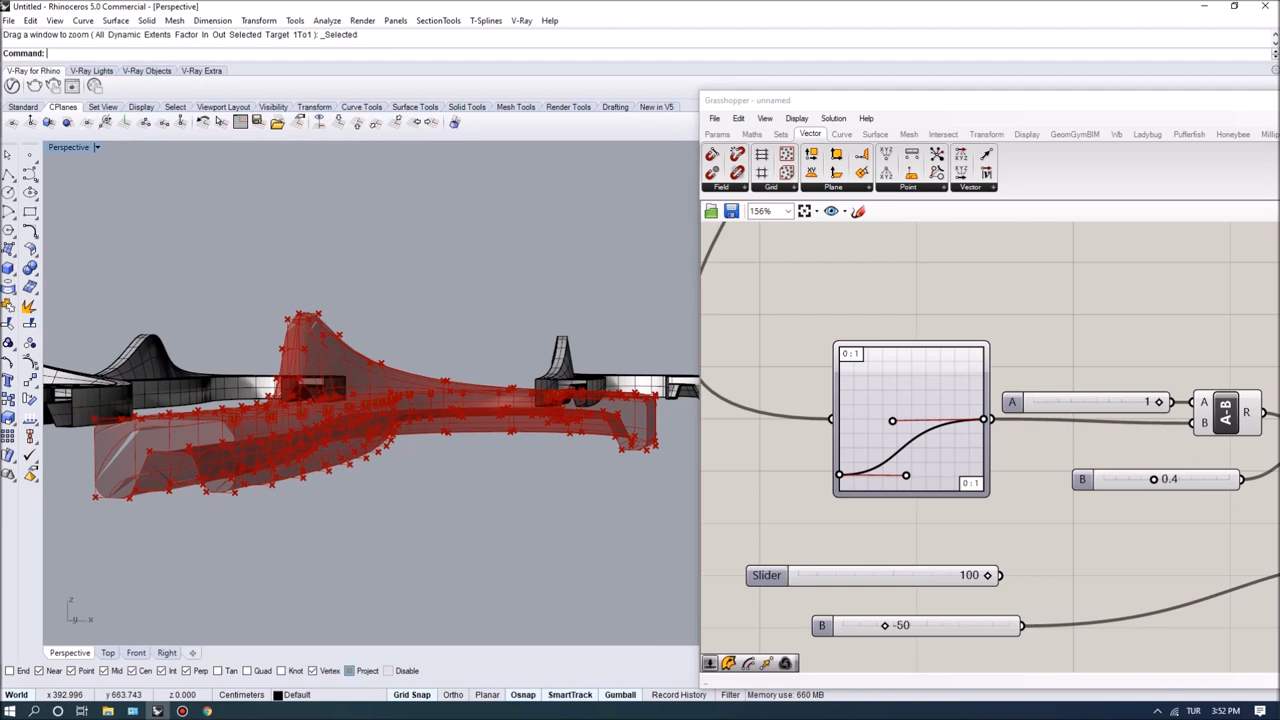 Untitled - Rhinoceros 5.0 Commercial - [Perspective]
File Edit View Curve Surface Solid Mesh Dimension Transform Tools Analyze Render Panels SectionTools T-Splines V-Ray Help
Drag a window to zoom ( All Dynamic Extents Factor In Out Selected Target 1To1 ): _Selected
Command:
V-Ray for Rhino V-Ray Lights V-Ray Objects V-Ray Extra
Standard CPlanes Set View Display Select Viewport Layout Visibility Transform Curve Tools Surface Tools Solid Tools Mesh Tools Render Tools Drafting New in V5
Perspective
Grasshopper - unnamed
File Edit View Display Solution Help
Params Maths Sets Vector Curve Surface Mesh Intersect Transform Display GeomGymBIM Wb Ladybug Pufferfish Honeybee
Field Grid Plane Point Vector
156%
0 : 1
0 : 1
A 1
A
B
A-B
R
B 0.4
Slider 100
B -50
z
y x
Perspective Top Front Right
End Near Point Mid Cen Int Perp Tan Quad Knot Vertex Project Disable
World x 392.996 y 663.743 z 0.000 Centimeters Default Grid Snap Ortho Planar Osnap SmartTrack Gumball Record History Filter Memory use: 660 MB
TUR 3:52 PM